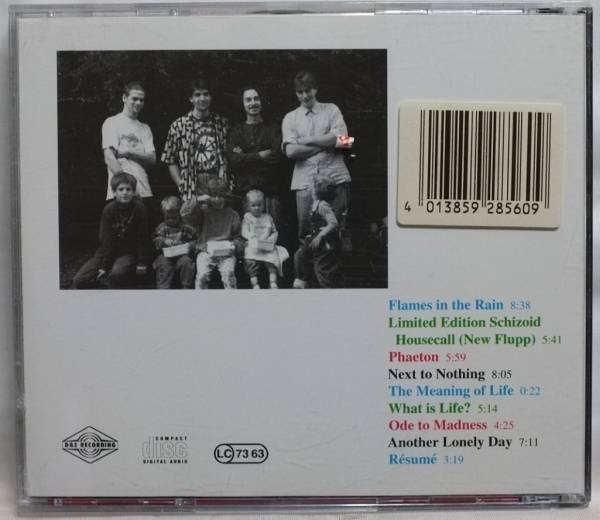 4 013859 285609
Flames in the Rain 8:38
Limited Edition Schizoid
Housecall (New Flupp) 5:41
Phaeton 5:59
Next to Nothing 8:05
The Meaning of Life 0:22
What is Life? 5:14
Ode to Madness 4:25
Another Lonely Day 7:11
Résumé 3:19
D&S RECORDING
COMPACT
disc
DIGITAL AUDIO
LC 73 63